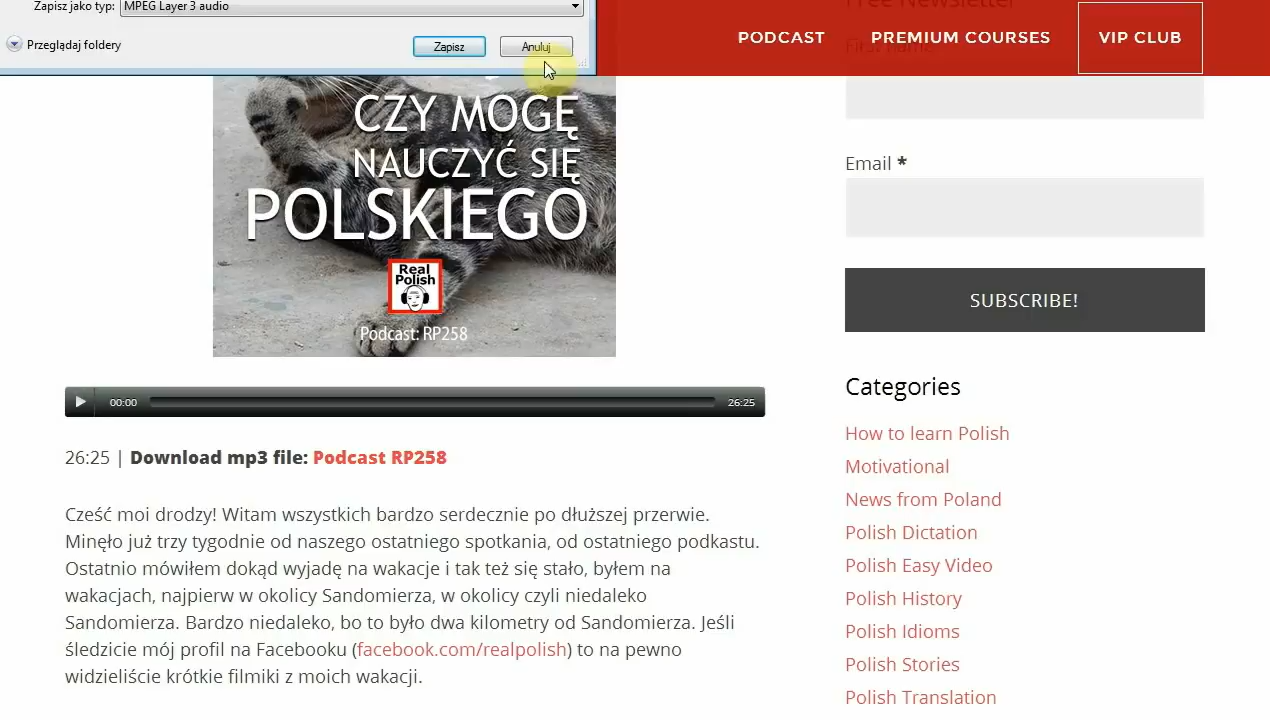 Zapisz jako typ: MPEG Layer 3 audio
Przeglądaj foldery
Zapisz
Anuluj
PODCAST
PREMIUM COURSES
VIP CLUB
Free Newsletter
First name
CZY MOGĘ
NAUCZYĆ SIĘ
POLSKIEGO
Real
Polish
Podcast: RP258
00:00
26:25
26:25 | Download mp3 file: Podcast RP258
Cześć moi drodzy! Witam wszystkich bardzo serdecznie po dłuższej przerwie.
Minęło już trzy tygodnie od naszego ostatniego spotkania, od ostatniego podkastu.
Ostatnio mówiłem dokąd wyjadę na wakacje i tak też się stało, byłem na
wakacjach, najpierw w okolicy Sandomierza, w okolicy czyli niedaleko
Sandomierza. Bardzo niedaleko, bo to było dwa kilometry od Sandomierza. Jeśli
śledzicie mój profil na Facebooku (facebook.com/realpolish) to na pewno
widzieliście krótkie filmiki z moich wakacji.
Email *
SUBSCRIBE!
Categories
How to learn Polish
Motivational
News from Poland
Polish Dictation
Polish Easy Video
Polish History
Polish Idioms
Polish Stories
Polish Translation